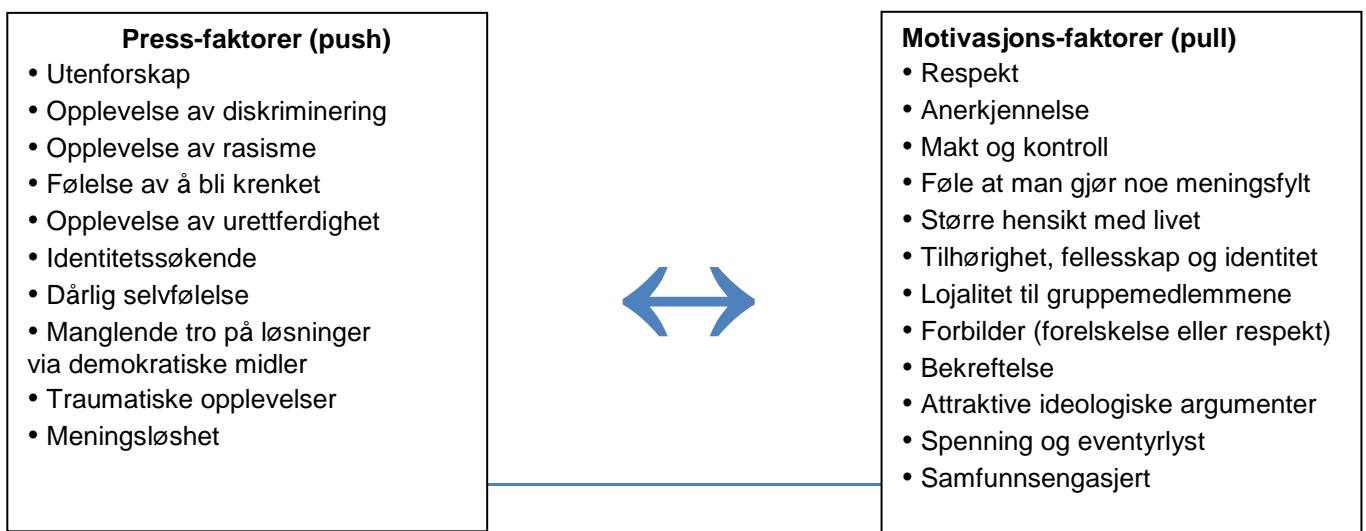 Press-faktorer (push)
• Utenforskap
• Opplevelse av diskriminering
• Opplevelse av rasisme
• Følelse av å bli krenket
• Opplevelse av urettferdighet
• Identitetssøkende
• Dårlig selvfølelse
• Manglende tro på løsninger
via demokratiske midler
• Traumatiske opplevelser
• Meningsløshet
Motivasjons-faktorer (pull)
• Respekt
• Anerkjennelse
• Makt og kontroll
• Føle at man gjør noe meningsfylt
• Større hensikt med livet
• Tilhørighet, fellesskap og identitet
• Lojalitet til gruppemedlemmene
• Forbilder (forelskelse eller respekt)
• Bekreftelse
• Attraktive ideologiske argumenter
• Spenning og eventyrlyst
• Samfunnsengasjert